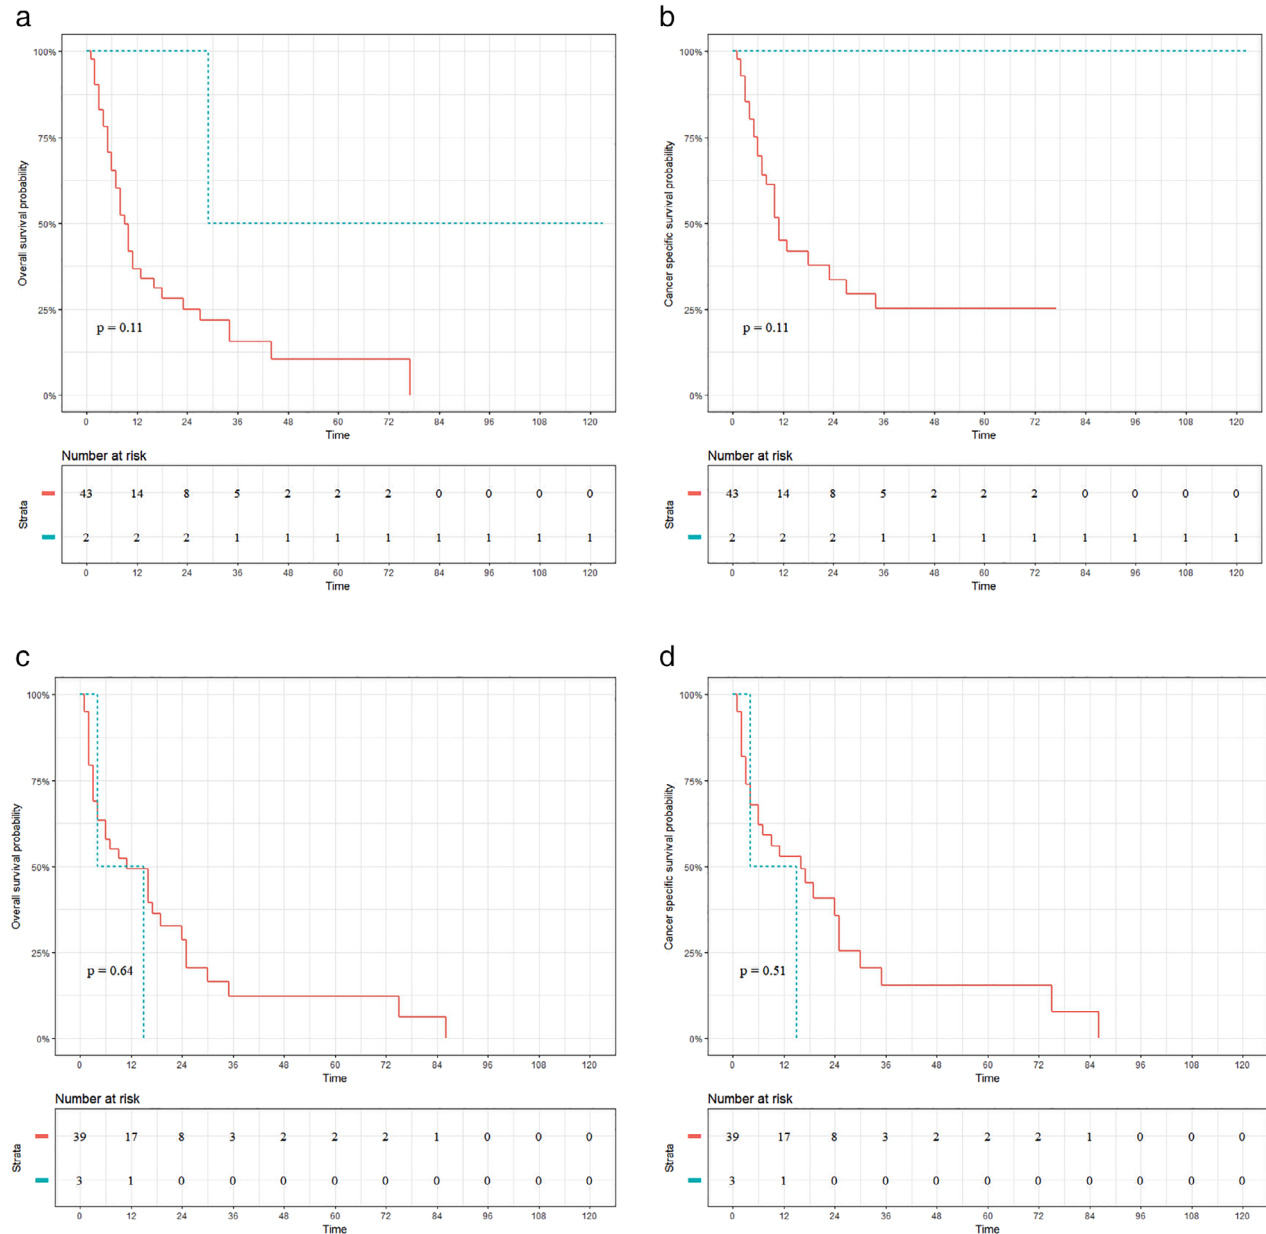 a
100%
75%
50%
25%
0%
Overall survival probability
p = 0.11
0 12 24 36 48 60 72 84 96 108 120
Time
Number at risk
Strata
43 14 8 5 2 2 2 0 0 0 0
2 2 2 1 1 1 1 1 1 1 1
0 12 24 36 48 60 72 84 96 108 120
Time
b
100%
75%
50%
25%
0%
Cancer specific survival probability
p = 0.11
0 12 24 36 48 60 72 84 96 108 120
Time
Number at risk
Strata
43 14 8 5 2 2 2 0 0 0 0
2 2 2 1 1 1 1 1 1 1 1
0 12 24 36 48 60 72 84 96 108 120
Time
c
100%
75%
50%
25%
0%
Overall survival probability
p = 0.64
0 12 24 36 48 60 72 84 96 108 120
Time
Number at risk
Strata
39 17 8 3 2 2 2 1 0 0 0
3 1 0 0 0 0 0 0 0 0 0
0 12 24 36 48 60 72 84 96 108 120
Time
d
100%
75%
50%
25%
0%
Cancer specific survival probability
p = 0.51
0 12 24 36 48 60 72 84 96 108 120
Time
Number at risk
Strata
39 17 8 3 2 2 2 1 0 0 0
3 1 0 0 0 0 0 0 0 0 0
0 12 24 36 48 60 72 84 96 108 120
Time